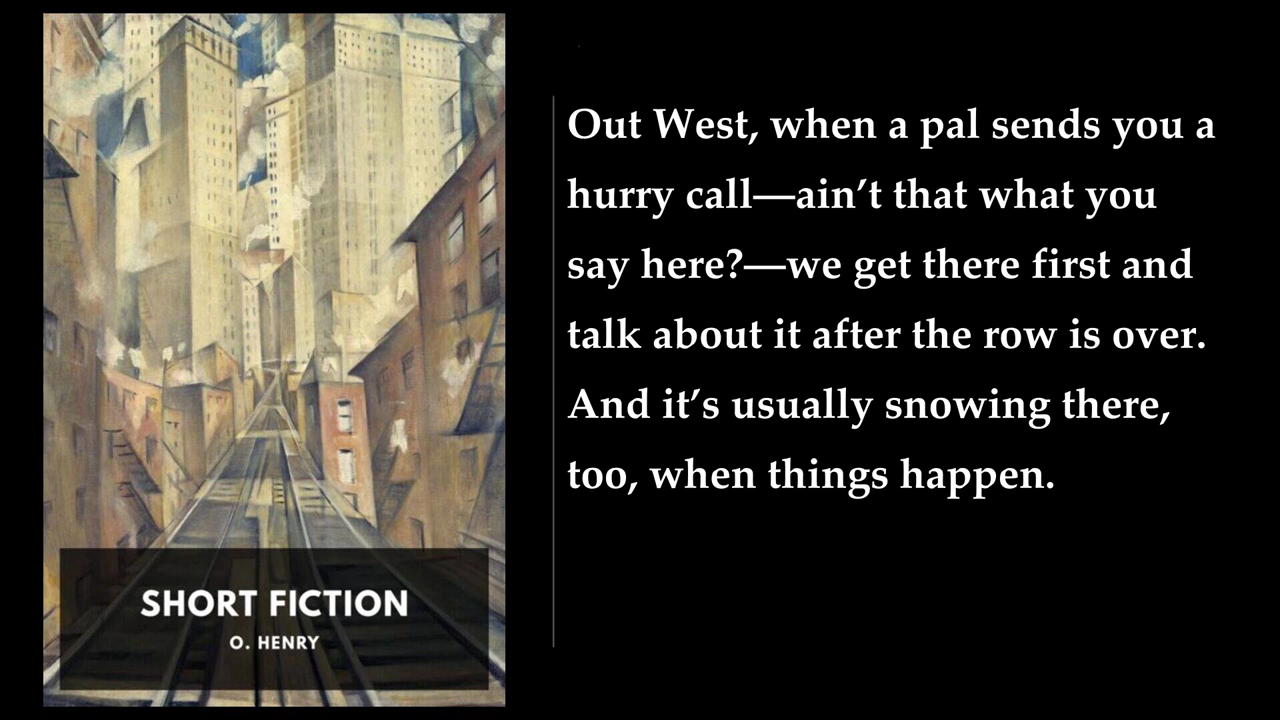 SHORT FICTION
O. HENRY
Out West, when a pal sends you a
hurry call—ain’t that what you
say here?—we get there first and
talk about it after the row is over.
And it’s usually snowing there,
too, when things happen.